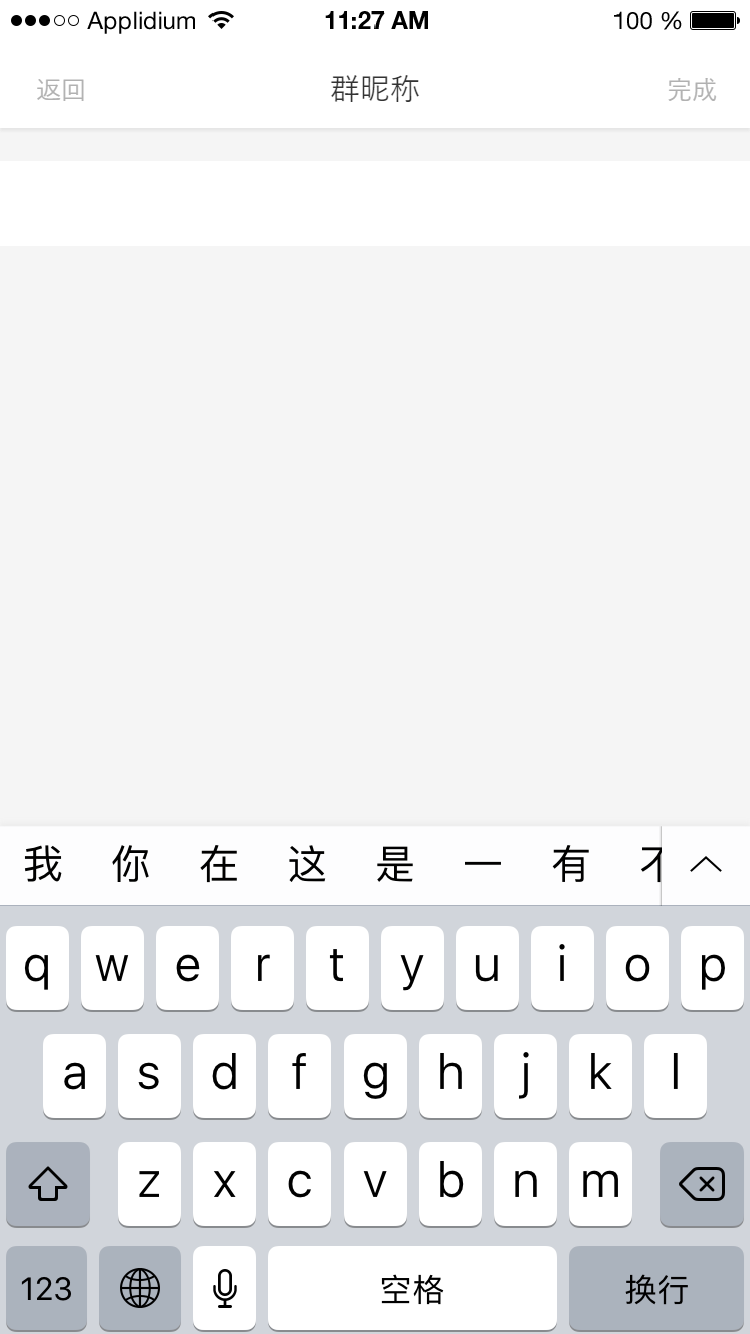 Applidium 11:27 AM 100 %
返回 群昵称 完成
我 你 在 这 是 一 有 不
q w e r t y u i o p
a s d f g h j k l
z x c v b n m
123 空格 换行